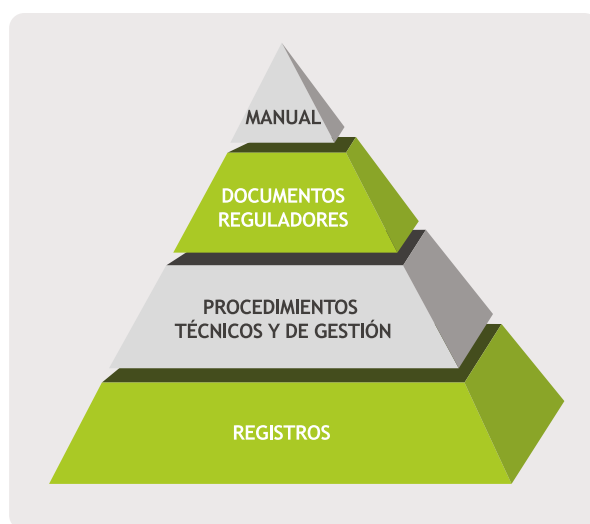 MANUAL
DOCUMENTOS
REGULADORES
PROCEDIMIENTOS
TÉCNICOS Y DE GESTIÓN
REGISTROS